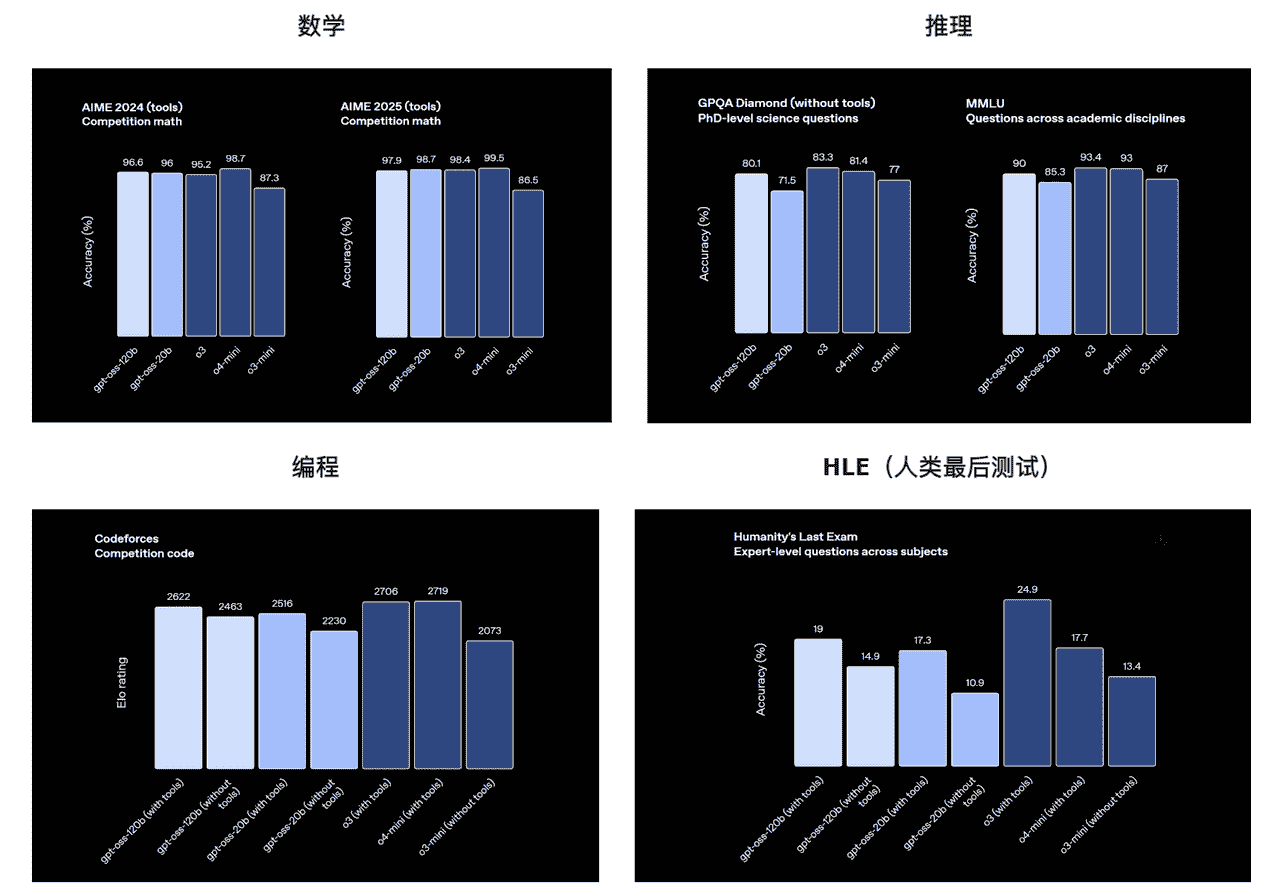 数学
AIME 2024 (tools)
Competition math
Accuracy (%)
96.6
96
95.2
98.7
87.3
gpt-oss-120b
gpt-oss-20b
o3
o4-mini
o3-mini
AIME 2025 (tools)
Competition math
Accuracy (%)
97.9
98.7
98.4
99.5
86.5
gpt-oss-120b
gpt-oss-20b
o3
o4-mini
o3-mini
推理
GPQA Diamond (without tools)
PhD-level science questions
Accuracy (%)
80.1
71.5
83.3
81.4
77
gpt-oss-120b
gpt-oss-20b
o3
o4-mini
o3-mini
MMLU
Questions across academic disciplines
Accuracy (%)
90
85.3
93.4
93
87
gpt-oss-120b
gpt-oss-20b
o3
o4-mini
o3-mini
编程
Codeforces
Competition code
Elo rating
2622
2463
2516
2230
2706
2719
2073
gpt-oss-120b (with tools)
gpt-oss-120b (without
tools)
gpt-oss-20b (with tools)
gpt-oss-20b (without
tools)
o3 (with tools)
o4-mini (with tools)
o3-mini (without tools)
HLE（人类最后测试）
Humanity's Last Exam
Expert-level questions across subjects
Accuracy (%)
19
14.9
17.3
10.9
24.9
17.7
13.4
gpt-oss-120b (with tools)
gpt-oss-120b (without
tools)
gpt-oss-20b (with tools)
gpt-oss-20b (without
tools)
o3 (with tools)
o4-mini (with tools)
o3-mini (without tools)